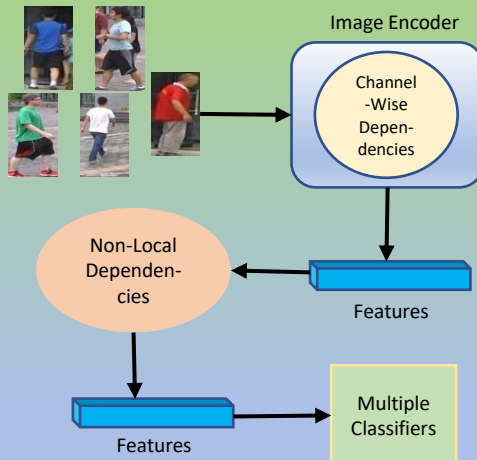 Image Encoder
Channel
-Wise
Depen-
dencies
Non-Local
Dependen-
cies
Features
Features
Multiple
Classifiers